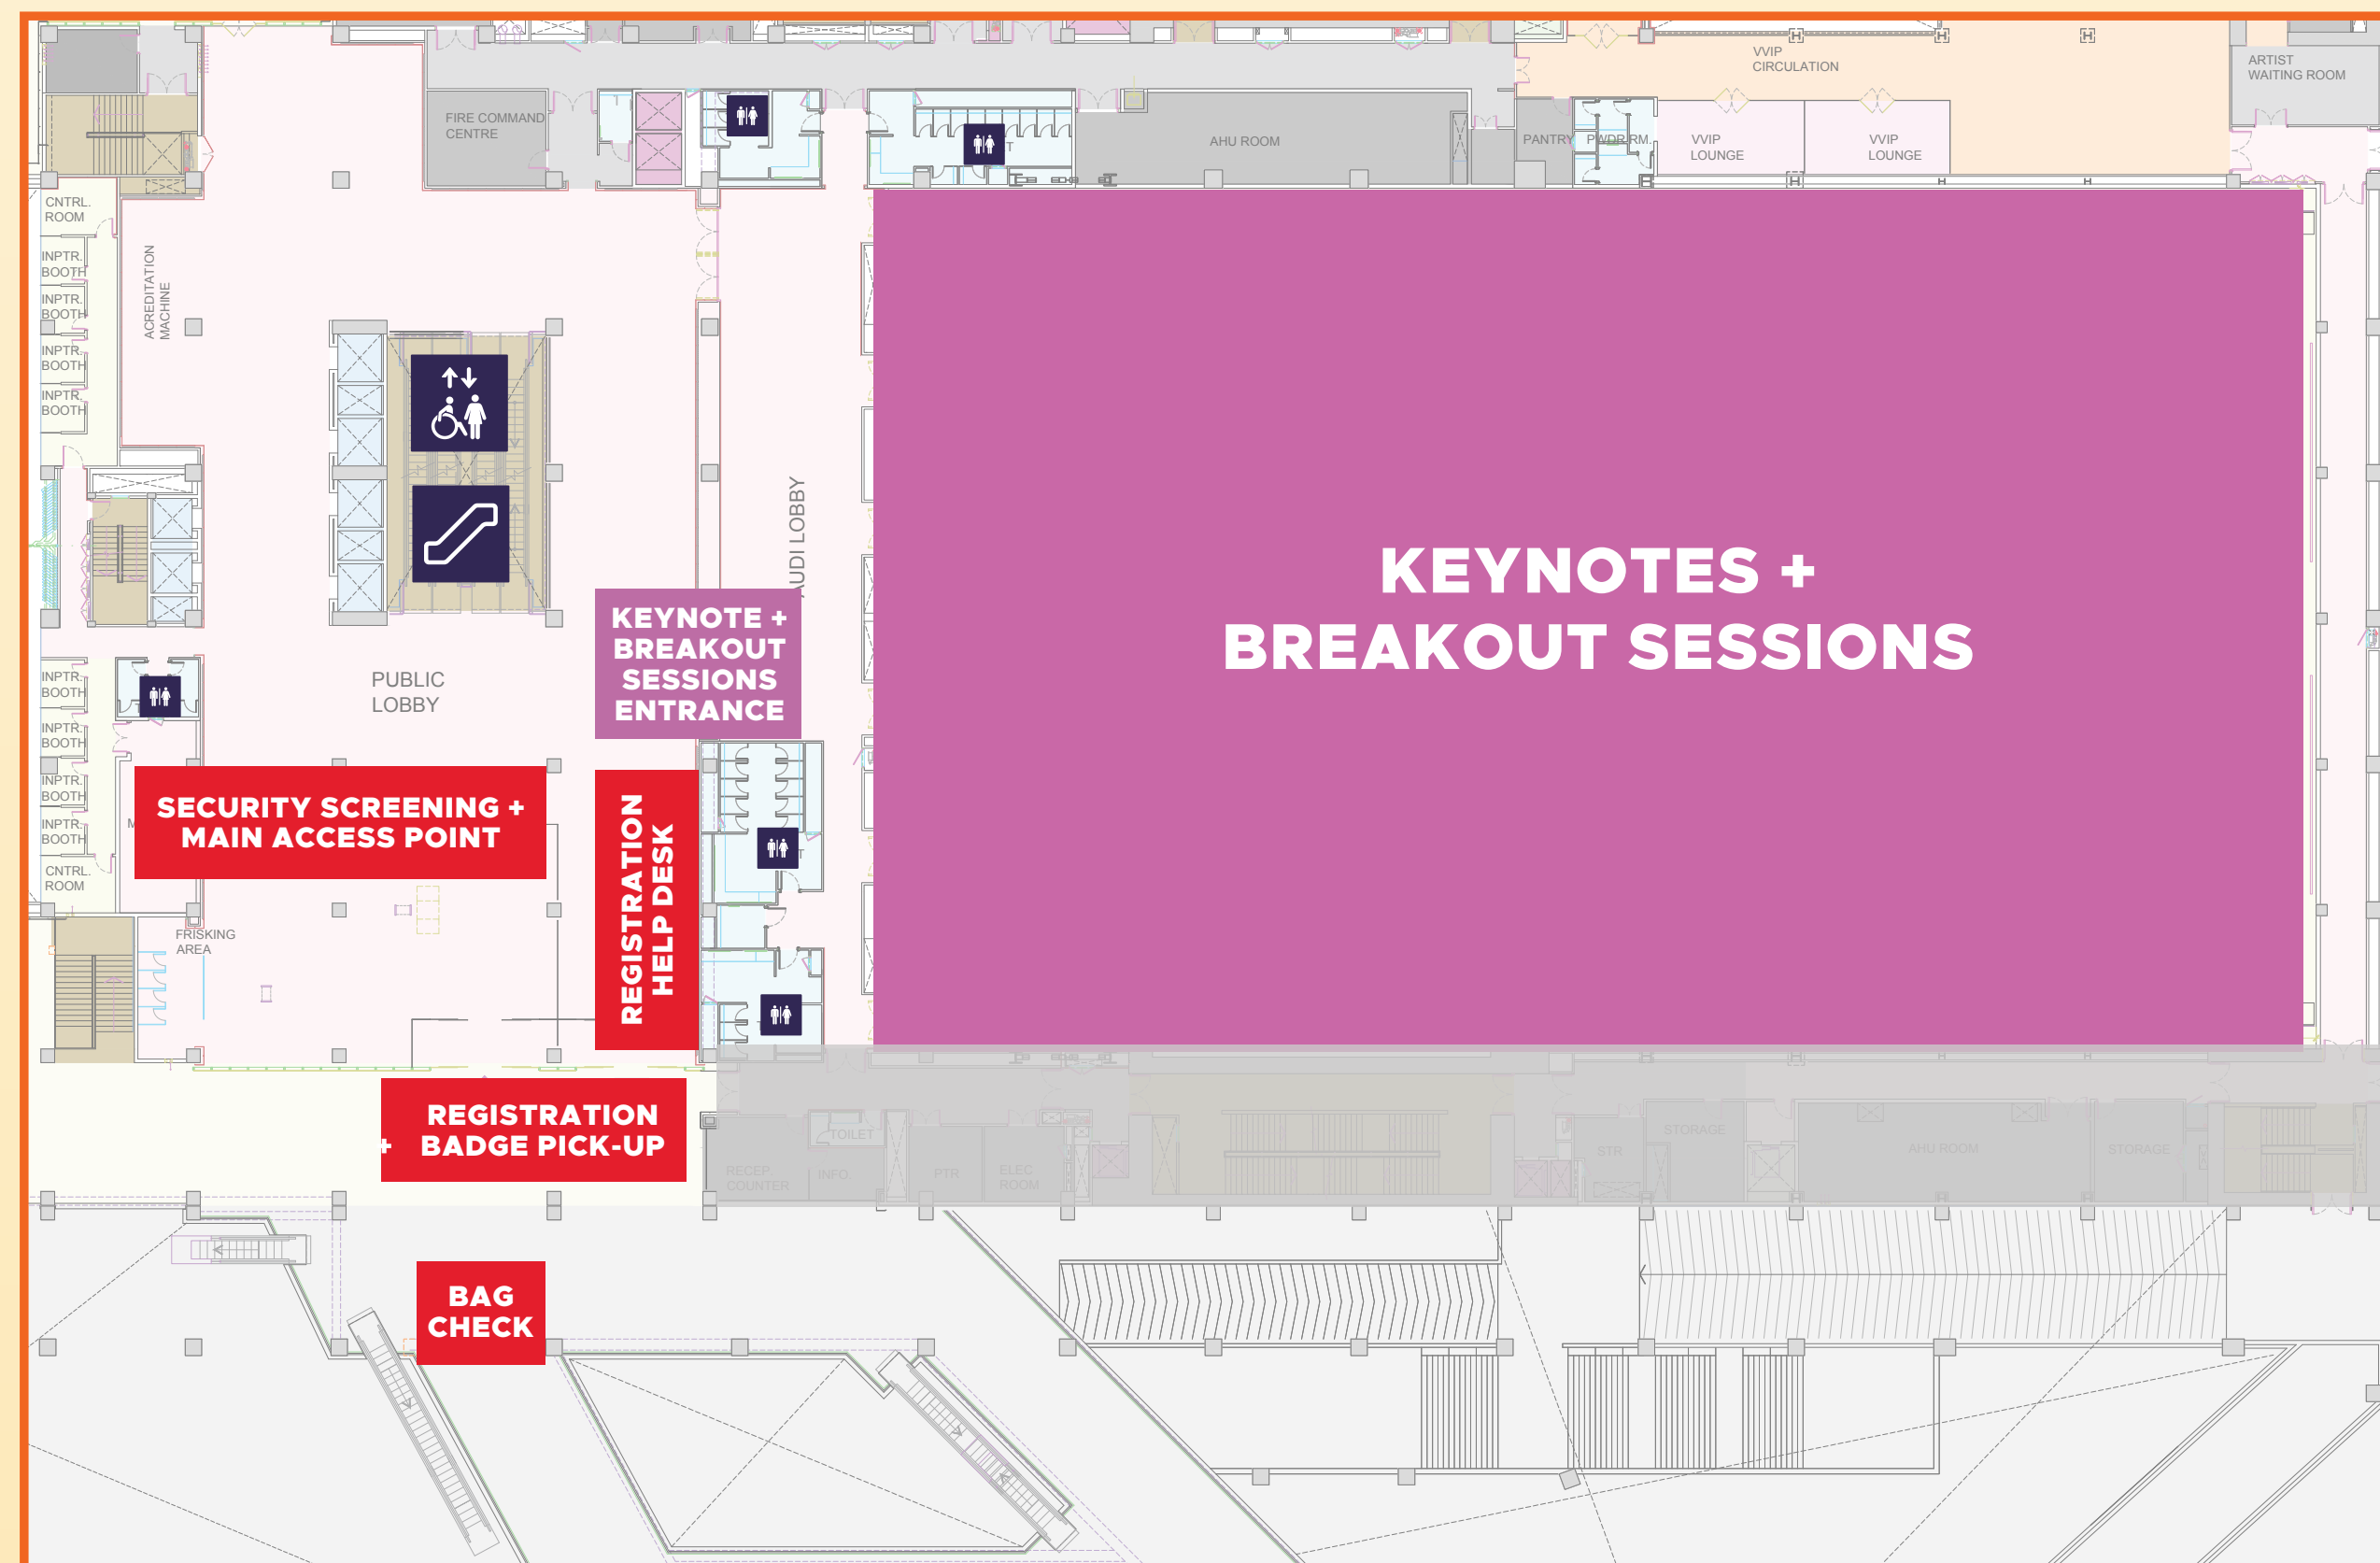 VVIP
CIRCULATION
ARTIST
WAITING ROOM
FIRE COMMAND
CENTRE
AHU ROOM
PANTRY
PWDR.RM.
VVIP
LOUNGE
VVIP
LOUNGE
CNTRL.
ROOM
INPTR.
BOOTH
INPTR.
BOOTH
INPTR.
BOOTH
INPTR.
BOOTH
ACREDITATION
MACHINE
AUDI LOBBY
KEYNOTES +
BREAKOUT SESSIONS
KEYNOTE +
BREAKOUT
SESSIONS
ENTRANCE
PUBLIC
LOBBY
INPTR.
BOOTH
INPTR.
BOOTH
INPTR.
BOOTH
INPTR.
BOOTH
CNTRL.
ROOM
SECURITY SCREENING +
MAIN ACCESS POINT
REGISTRATION
HELP DESK
FRISKING
AREA
REGISTRATION
+ BADGE PICK-UP
TOILET
RECEP.
COUNTER
INFO.
PTR
ELEC
ROOM
STR
STORAGE
AHU ROOM
STORAGE
BAG
CHECK